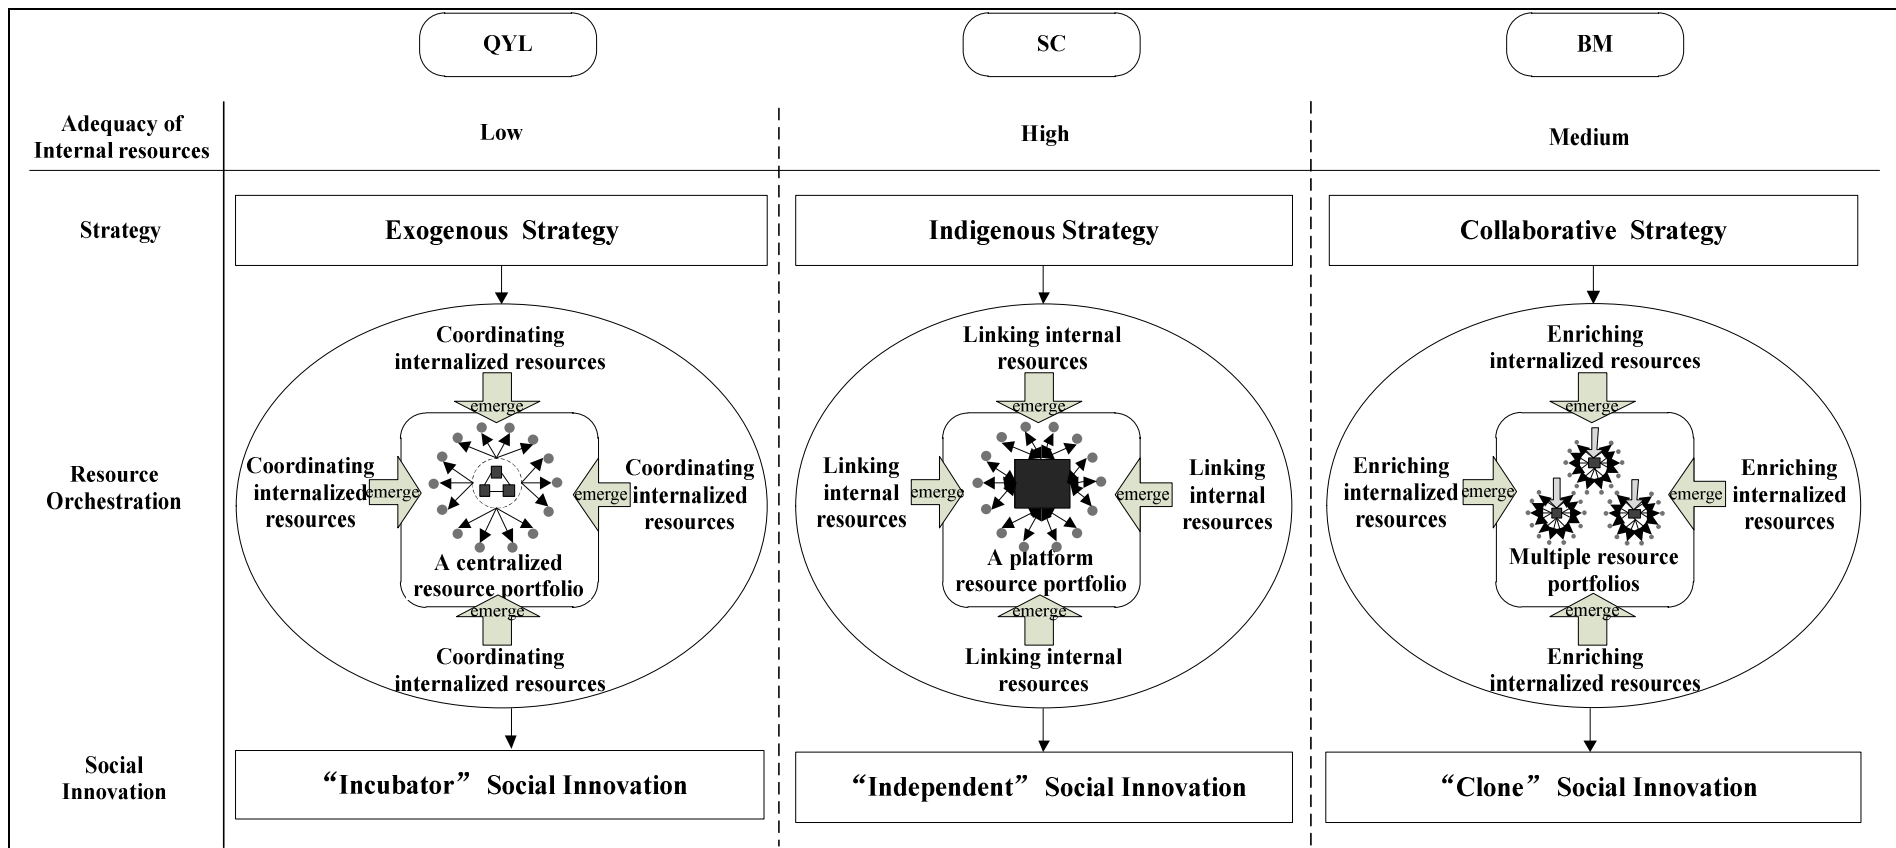 QYL
SC
BM
Adequacy of
Internal resources
Low
High
Medium
Strategy
Exogenous Strategy
Indigenous Strategy
Collaborative Strategy
Resource
Orchestration
Coordinating
internalized resources
emerge
Coordinating
internalized
resources
emerge
emerge
Coordinating
internalized
resources
A centralized
resource portfolio
emerge
Coordinating
internalized resources
Linking internal
resources
emerge
Linking
internal
resources
emerge
emerge
Linking
internal
resources
A platform
resource portfolio
emerge
Linking internal
resources
Enriching
internalized resources
emerge
Enriching
internalized
resources
emerge
emerge
Enriching
internalized
resources
Multiple resource
portfolios
emerge
Enriching
internalized resources
Social
Innovation
“Incubator” Social Innovation
“Independent” Social Innovation
“Clone” Social Innovation